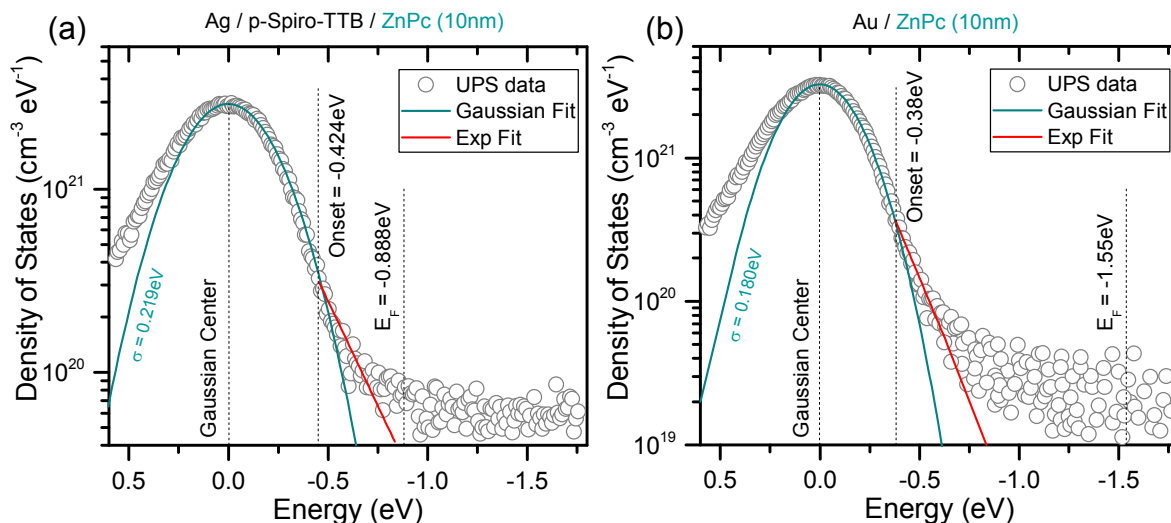 (a)
Ag / p-Spiro-TTB / ZnPc (10nm)
UPS data
Gaussian Fit
Exp Fit
Onset = -0.424eV
E_F = -0.888eV
Gaussian Center
σ = 0.219eV
10²¹
10²⁰
Density of States (cm⁻³ eV⁻¹)
0.5 0.0 -0.5 -1.0 -1.5
Energy (eV)
(b)
Au / ZnPc (10nm)
UPS data
Gaussian Fit
Exp Fit
Onset = -0.38eV
E_F = -1.55eV
Gaussian Center
σ = 0.180eV
10²¹
10²⁰
10¹⁹
Density of States (cm⁻³ eV⁻¹)
0.5 0.0 -0.5 -1.0 -1.5
Energy (eV)